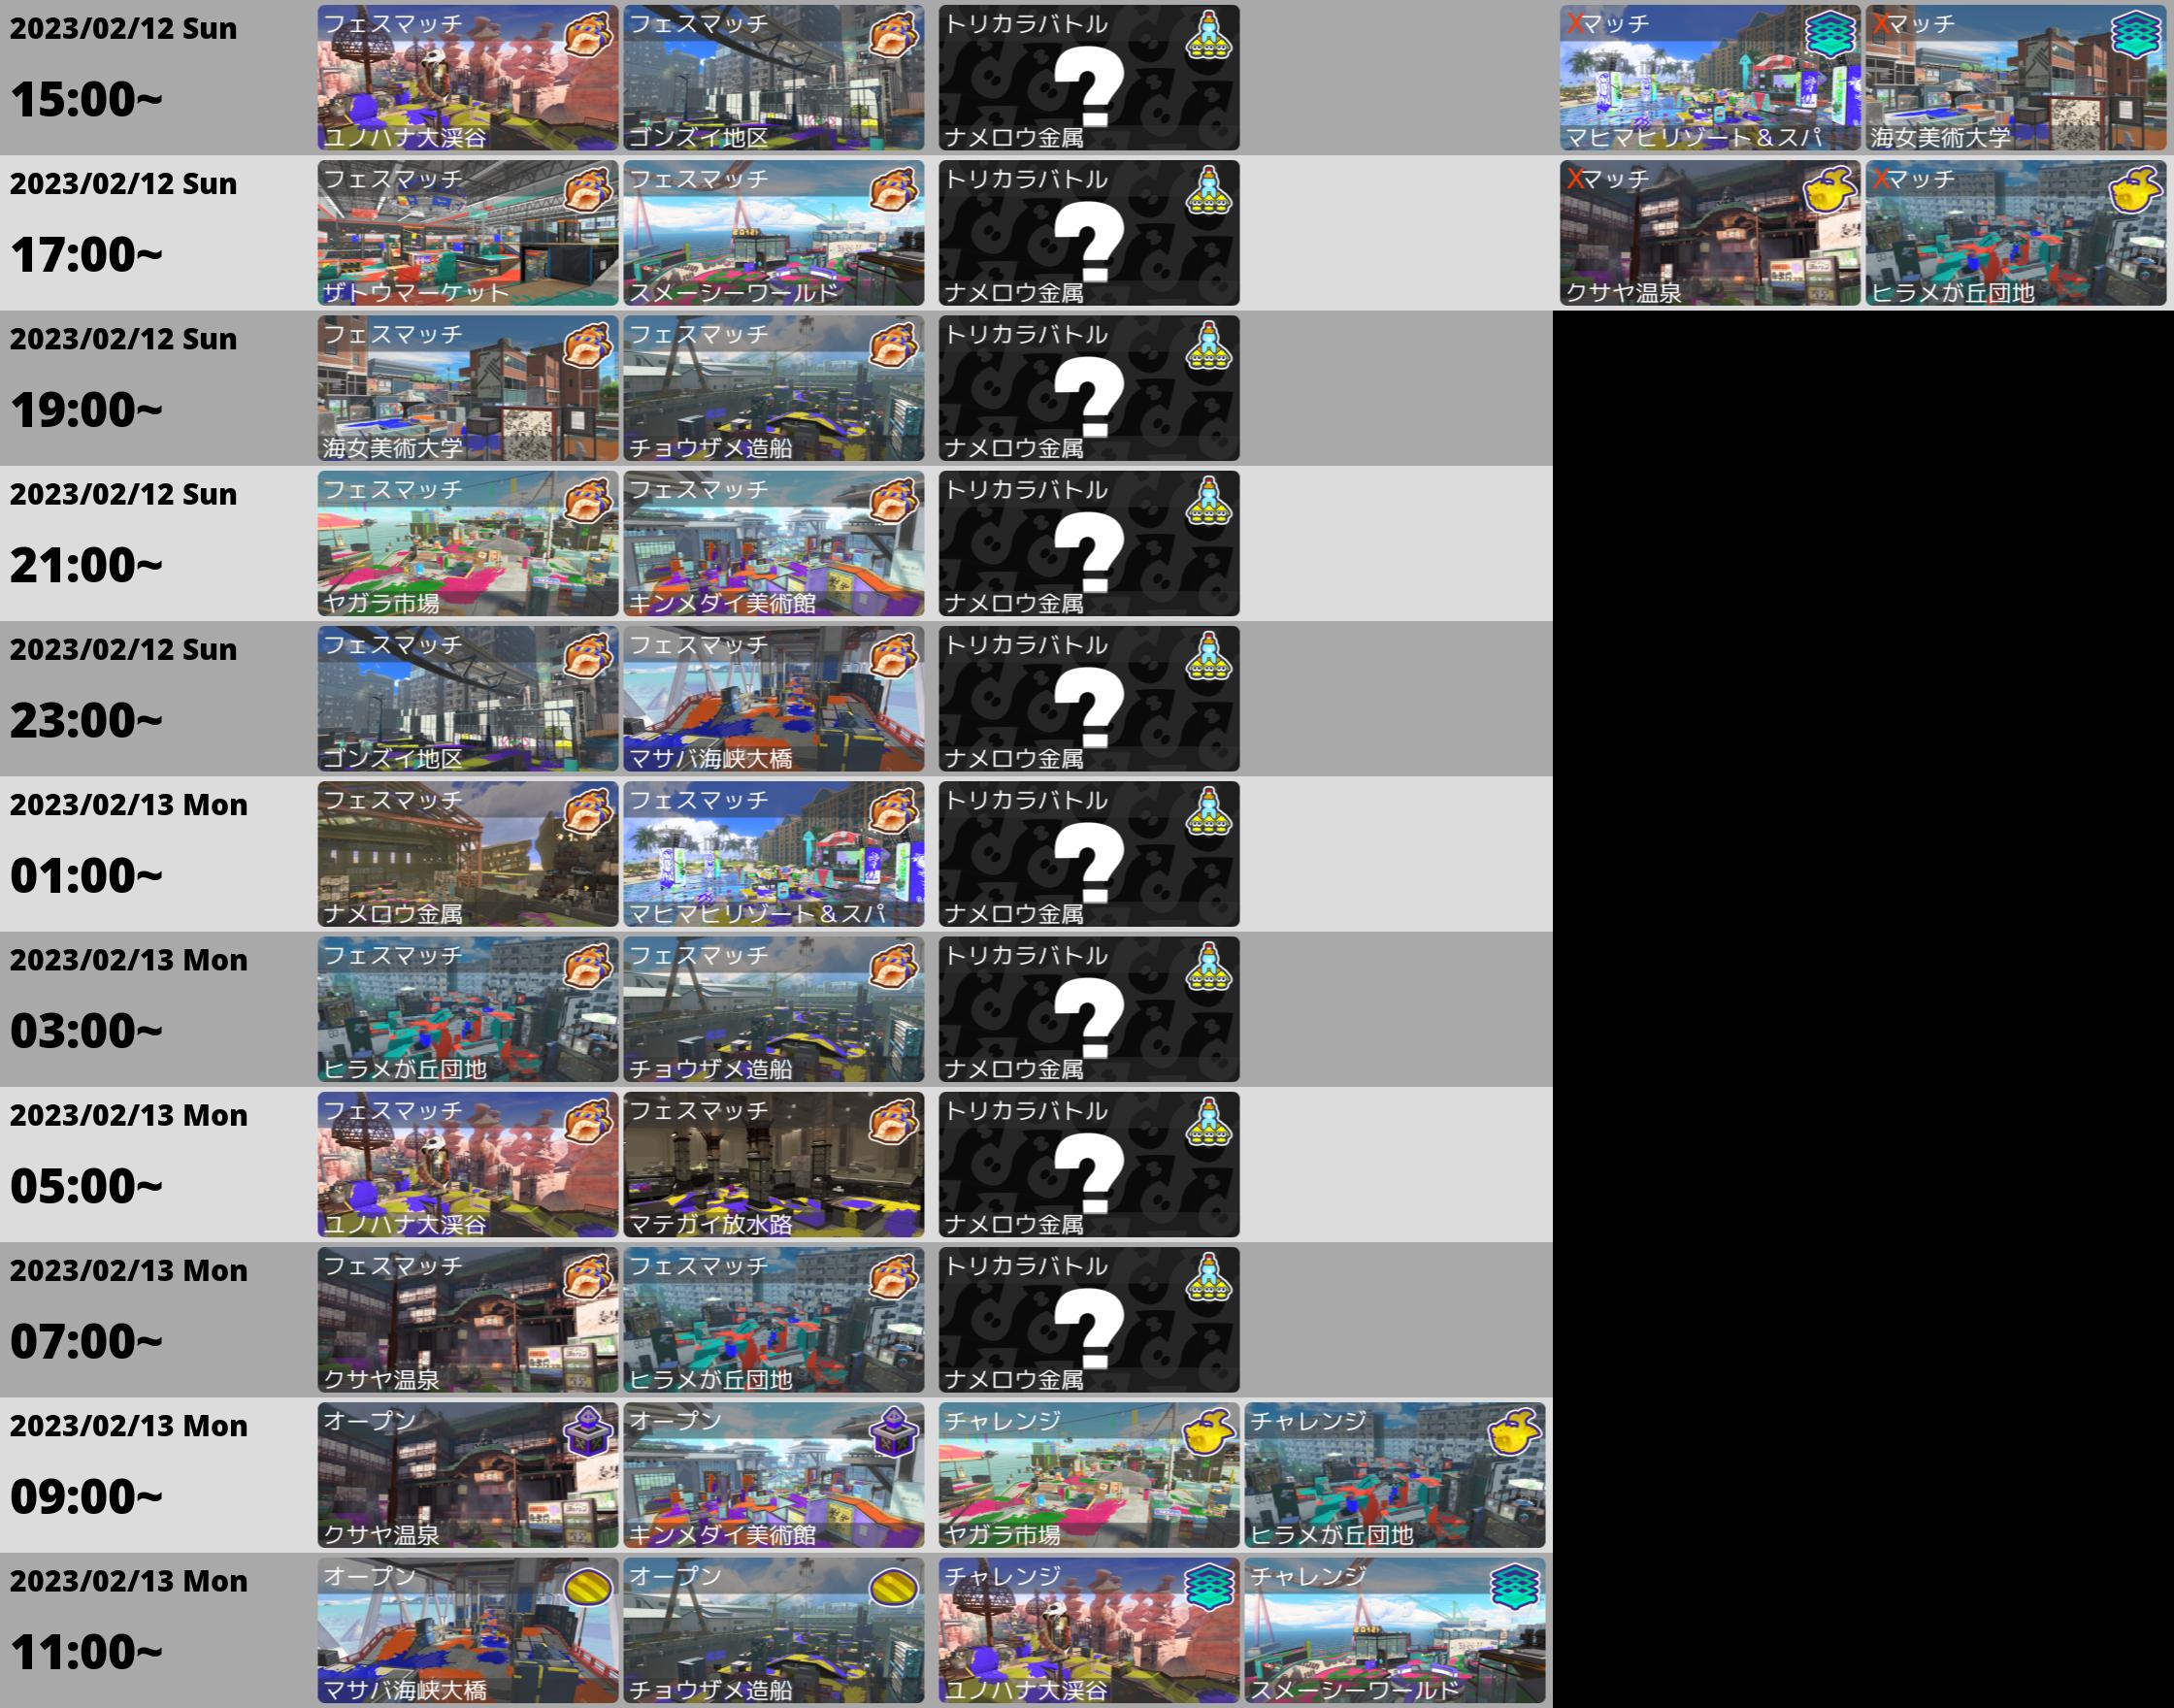 2023/02/12 Sun
15:00~
フェスマッチ
ユノハナ大渓谷
フェスマッチ
ゴンズイ地区
トリカラバトル
?
ナメロウ金属
Xマッチ
マヒマヒリゾート&スパ
Xマッチ
海女美術大学
2023/02/12 Sun
17:00~
フェスマッチ
ザトウマーケット
フェスマッチ
スメーシーワールド
トリカラバトル
?
ナメロウ金属
Xマッチ
クサヤ温泉
Xマッチ
ヒラメが丘団地
2023/02/12 Sun
19:00~
フェスマッチ
海女美術大学
フェスマッチ
チョウザメ造船
トリカラバトル
?
ナメロウ金属
2023/02/12 Sun
21:00~
フェスマッチ
ヤガラ市場
フェスマッチ
キンメダイ美術館
トリカラバトル
?
ナメロウ金属
2023/02/12 Sun
23:00~
フェスマッチ
ゴンズイ地区
フェスマッチ
マサバ海峡大橋
トリカラバトル
?
ナメロウ金属
2023/02/13 Mon
01:00~
フェスマッチ
ナメロウ金属
フェスマッチ
マヒマヒリゾート&スパ
トリカラバトル
?
ナメロウ金属
2023/02/13 Mon
03:00~
フェスマッチ
ヒラメが丘団地
フェスマッチ
チョウザメ造船
トリカラバトル
?
ナメロウ金属
2023/02/13 Mon
05:00~
フェスマッチ
ユノハナ大渓谷
フェスマッチ
マテガイ放水路
トリカラバトル
?
ナメロウ金属
2023/02/13 Mon
07:00~
フェスマッチ
クサヤ温泉
フェスマッチ
ヒラメが丘団地
トリカラバトル
?
ナメロウ金属
2023/02/13 Mon
09:00~
オープン
クサヤ温泉
オープン
キンメダイ美術館
チャレンジ
ヤガラ市場
チャレンジ
ヒラメが丘団地
2023/02/13 Mon
11:00~
オープン
マサバ海峡大橋
オープン
チョウザメ造船
チャレンジ
ユノハナ大渓谷
チャレンジ
スメーシーワールド